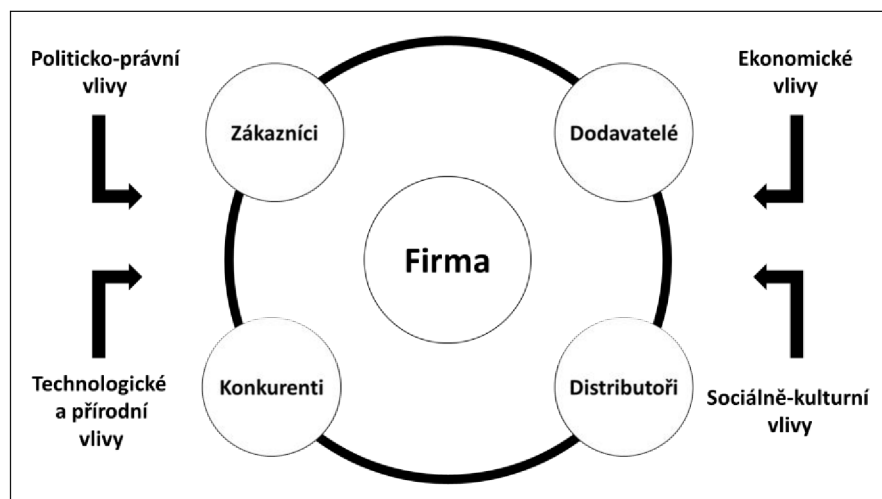 Politicko-právní
vlivy
Ekonomické
vlivy
Zákazníci
Dodavatelé
Firma
Konkurenti
Distributoři
Technologické
a přírodní
vlivy
Sociálně-kulturní
vlivy